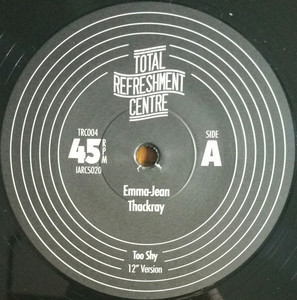 TOTAL
REFRESHMENT
CENTRE
TRC004
45 RPM
IARCS020
SIDE
A
Emma-Jean
Thackray
Too Shy
12" Version